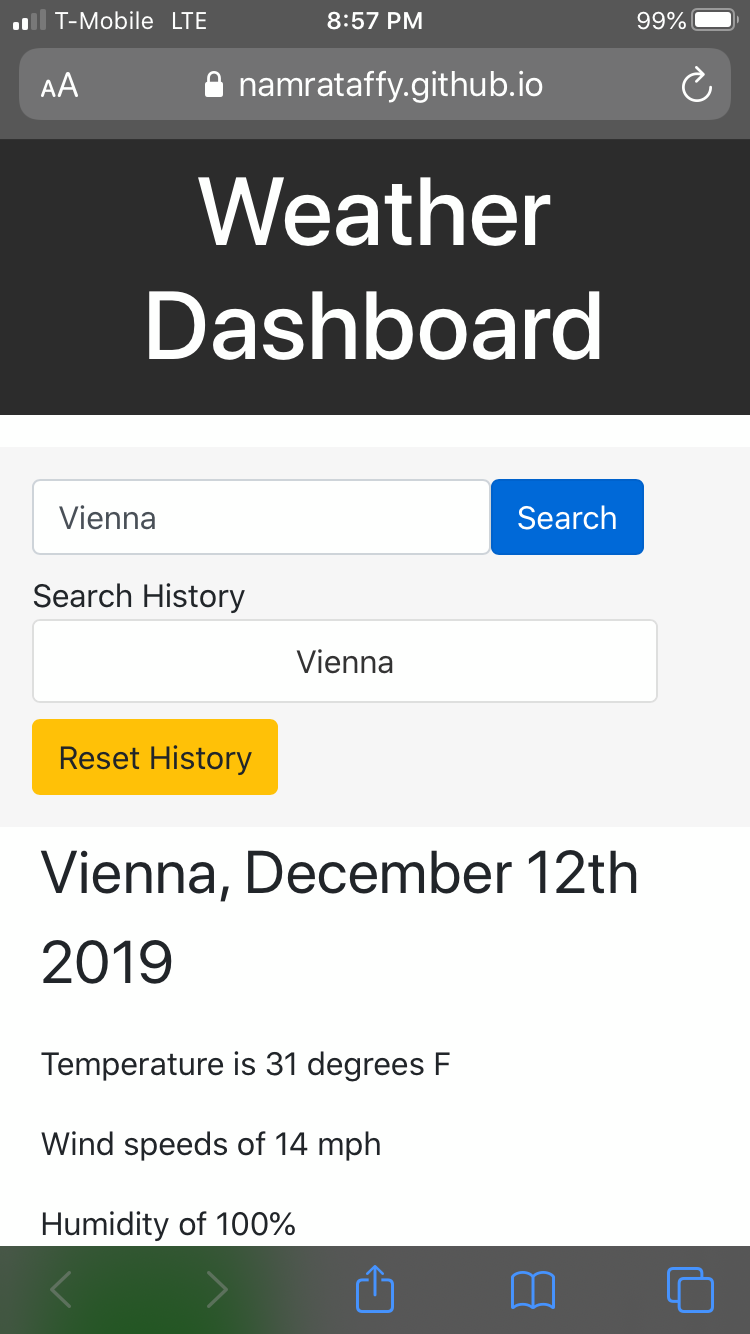 T-Mobile LTE 8:57 PM 99%
AA namrataffy.github.io
Weather
Dashboard
Vienna Search
Search History
Vienna
Reset History
Vienna, December 12th
2019
Temperature is 31 degrees F
Wind speeds of 14 mph
Humidity of 100%